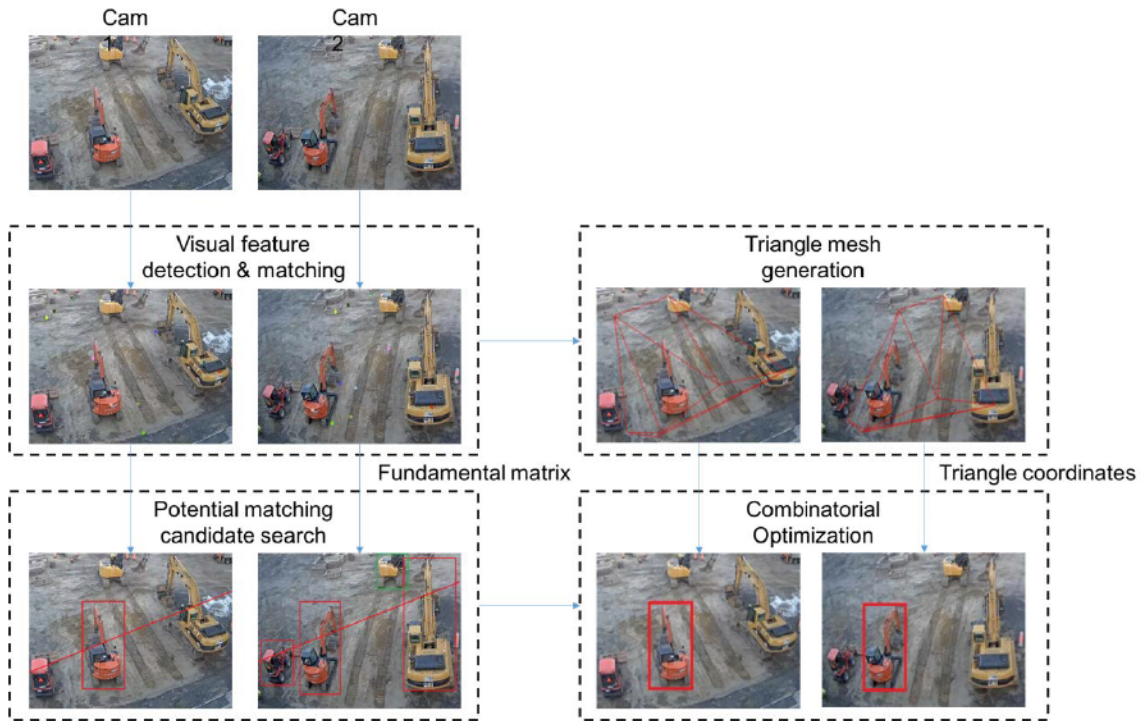 Cam
1
Cam
2
Visual feature
detection & matching
Triangle mesh
generation
Fundamental matrix
Triangle coordinates
Potential matching
candidate search
Combinatorial
Optimization